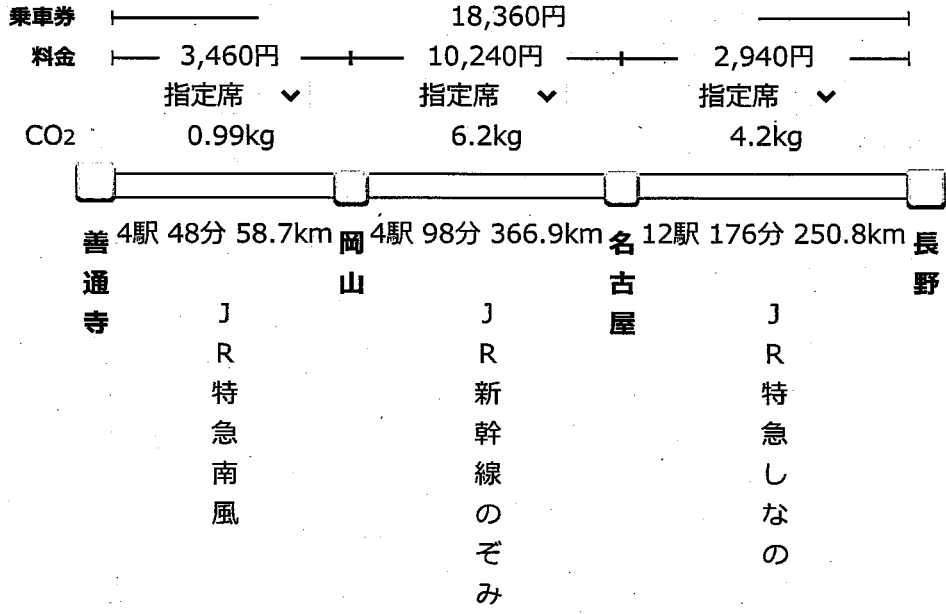 乗車券 18,360円
料金 3,460円 10,240円 2,940円
指定席 指定席 指定席
CO2 0.99kg 6.2kg 4.2kg
4駅 48分 58.7km 4駅 98分 366.9km 12駅 176分 250.8km
善通寺
岡山
名古屋
長野
JR特急南風
JR新幹線のぞみ
JR特急しなの